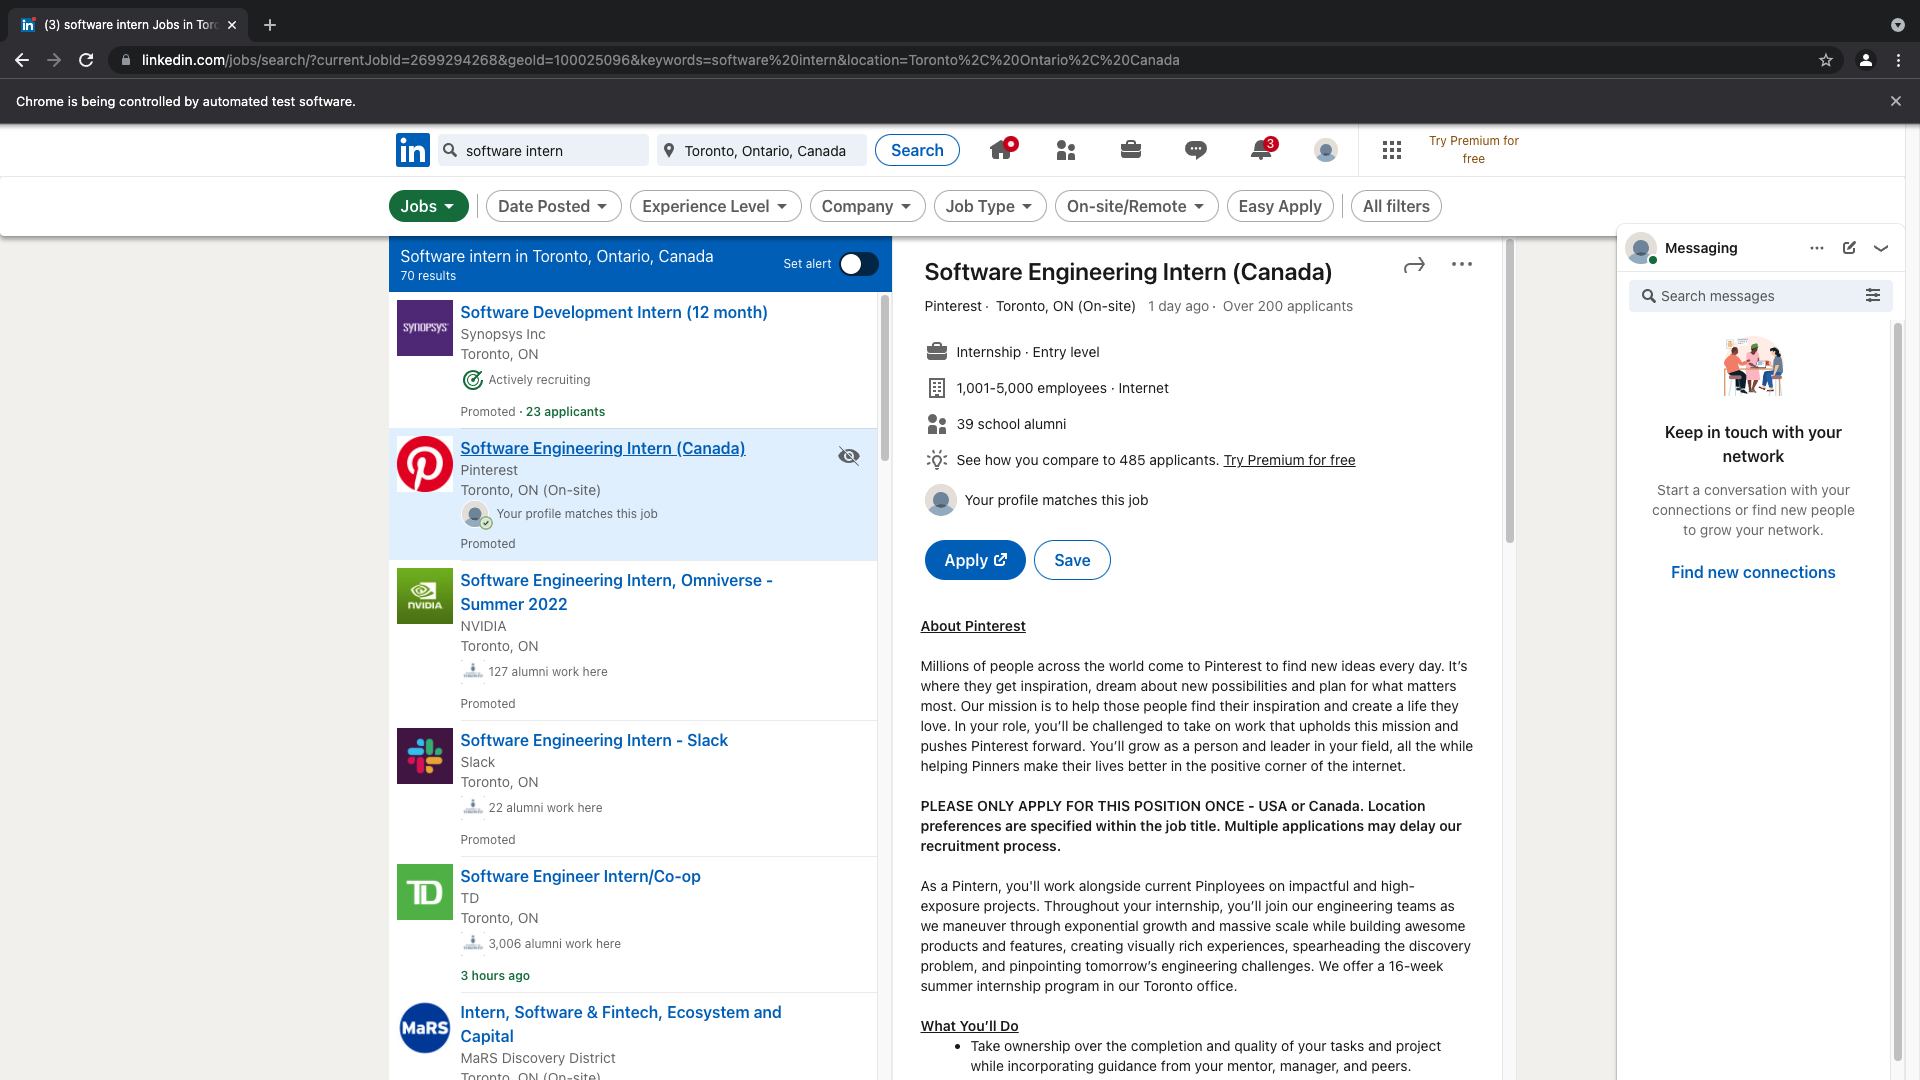 (3) software intern Jobs in Toro
linkedin.com/jobs/search/?currentJobId=2699294268&geoId=100025096&keywords=software%20intern&location=Toronto%2C%20Ontario%2C%20Canada
Chrome is being controlled by automated test software.
in
software intern
Toronto, Ontario, Canada
Search
3
Try Premium for
free
Jobs
Date Posted
Experience Level
Company
Job Type
On-site/Remote
Easy Apply
All filters
Software intern in Toronto, Ontario, Canada
70 results
Set alert
SYNOPSYS
Software Development Intern (12 month)
Synopsys Inc
Toronto, ON
Actively recruiting
Promoted · 23 applicants
Software Engineering Intern (Canada)
Pinterest
Toronto, ON (On-site)
Your profile matches this job
Promoted
NVIDIA
Software Engineering Intern, Omniverse -
Summer 2022
NVIDIA
Toronto, ON
127 alumni work here
Promoted
Software Engineering Intern - Slack
Slack
Toronto, ON
22 alumni work here
Promoted
TD
Software Engineer Intern/Co-op
TD
Toronto, ON
3,006 alumni work here
3 hours ago
MaRS
Intern, Software & Fintech, Ecosystem and
Capital
MaRS Discovery District
Toronto, ON (On-site)
Software Engineering Intern (Canada)
Pinterest · Toronto, ON (On-site) 1 day ago · Over 200 applicants
Internship · Entry level
1,001-5,000 employees · Internet
39 school alumni
See how you compare to 485 applicants. Try Premium for free
Your profile matches this job
Apply
Save
About Pinterest
Millions of people across the world come to Pinterest to find new ideas every day. It’s
where they get inspiration, dream about new possibilities and plan for what matters
most. Our mission is to help those people find their inspiration and create a life they
love. In your role, you’ll be challenged to take on work that upholds this mission and
pushes Pinterest forward. You’ll grow as a person and leader in your field, all the while
helping Pinners make their lives better in the positive corner of the internet.
PLEASE ONLY APPLY FOR THIS POSITION ONCE - USA or Canada. Location
preferences are specified within the job title. Multiple applications may delay our
recruitment process.
As a Pintern, you'll work alongside current Pinployees on impactful and high-
exposure projects. Throughout your internship, you’ll join our engineering teams as
we maneuver through exponential growth and massive scale while building awesome
products and features, creating visually rich experiences, spearheading the discovery
problem, and pinpointing tomorrow’s engineering challenges. We offer a 16-week
summer internship program in our Toronto office.
What You’ll Do
• Take ownership over the completion and quality of your tasks and project
while incorporating guidance from your mentor, manager, and peers.
Messaging
Search messages
Keep in touch with your
network
Start a conversation with your
connections or find new people
to grow your network.
Find new connections